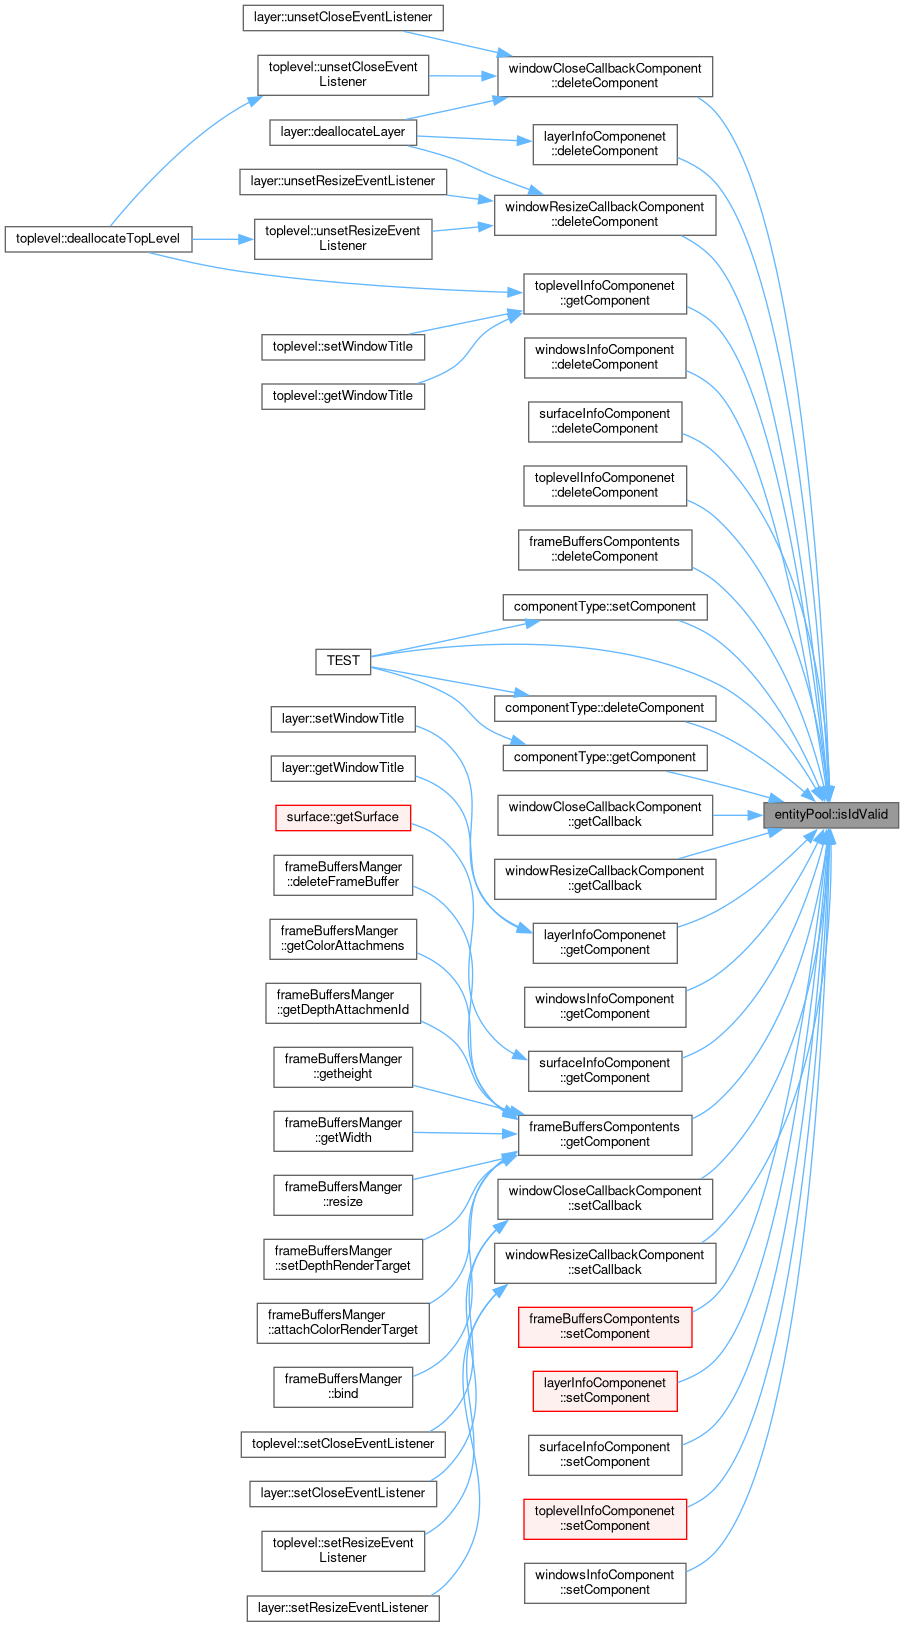 layer::unsetCloseEventListener
toplevel::unsetCloseEvent
Listener
windowCloseCallbackComponent
::deleteComponent
layer::deallocateLayer
layerInfoComponenet
::deleteComponent
layer::unsetResizeEventListener
windowResizeCallbackComponent
::deleteComponent
toplevel::deallocateTopLevel
toplevel::unsetResizeEvent
Listener
toplevelInfoComponenet
::getComponent
toplevel::setWindowTitle
windowsInfoComponent
::deleteComponent
toplevel::getWindowTitle
surfaceInfoComponent
::deleteComponent
toplevelInfoComponenet
::deleteComponent
frameBuffersCompontents
::deleteComponent
componentType::setComponent
TEST
componentType::deleteComponent
layer::setWindowTitle
componentType::getComponent
layer::getWindowTitle
surface::getSurface
windowCloseCallbackComponent
::getCallback
entityPool::isIdValid
frameBuffersManger
::deleteFrameBuffer
windowResizeCallbackComponent
::getCallback
frameBuffersManger
::getColorAttachmens
layerInfoComponenet
::getComponent
frameBuffersManger
::getDepthAttachmenId
windowsInfoComponent
::getComponent
frameBuffersManger
::getheight
surfaceInfoComponent
::getComponent
frameBuffersManger
::getWidth
frameBuffersCompontents
::getComponent
frameBuffersManger
::resize
windowCloseCallbackComponent
::setCallback
frameBuffersManger
::setDepthRenderTarget
windowResizeCallbackComponent
::setCallback
frameBuffersManger
::attachColorRenderTarget
frameBuffersCompontents
::setComponent
frameBuffersManger
::bind
layerInfoComponenet
::setComponent
toplevel::setCloseEventListener
surfaceInfoComponent
::setComponent
layer::setCloseEventListener
toplevelInfoComponenet
::setComponent
toplevel::setResizeEvent
Listener
windowsInfoComponent
::setComponent
layer::setResizeEventListener